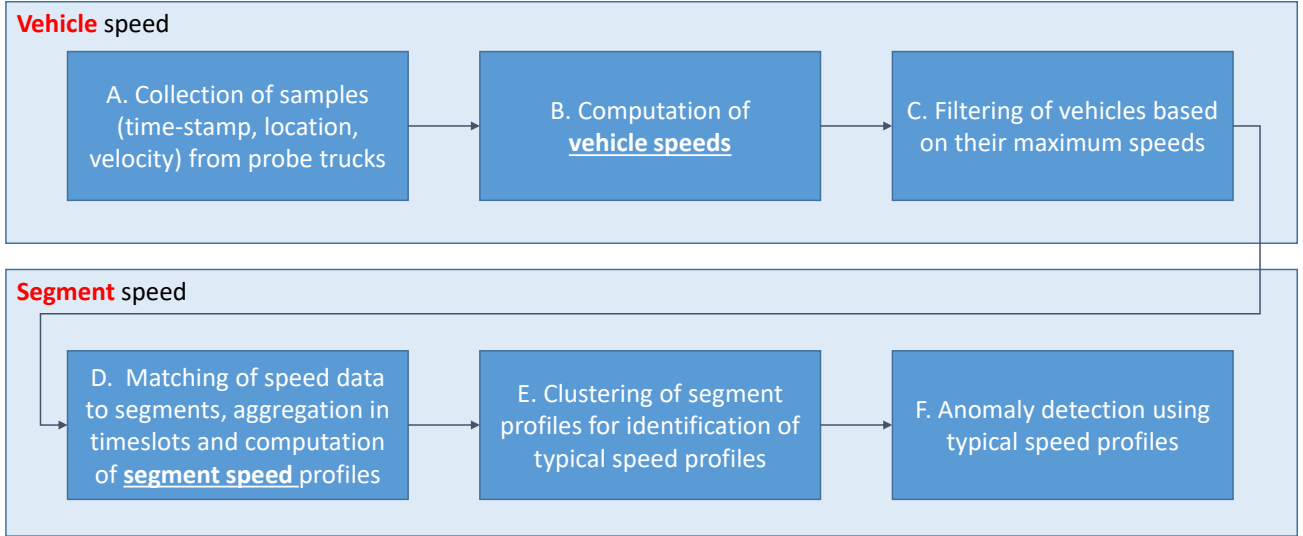 Vehicle speed
A. Collection of samples
(time-stamp, location,
velocity) from probe trucks
B. Computation of
vehicle speeds
C. Filtering of vehicles based
on their maximum speeds
Segment speed
D. Matching of speed data
to segments, aggregation in
timeslots and computation
of segment speed profiles
E. Clustering of segment
profiles for identification of
typical speed profiles
F. Anomaly detection using
typical speed profiles